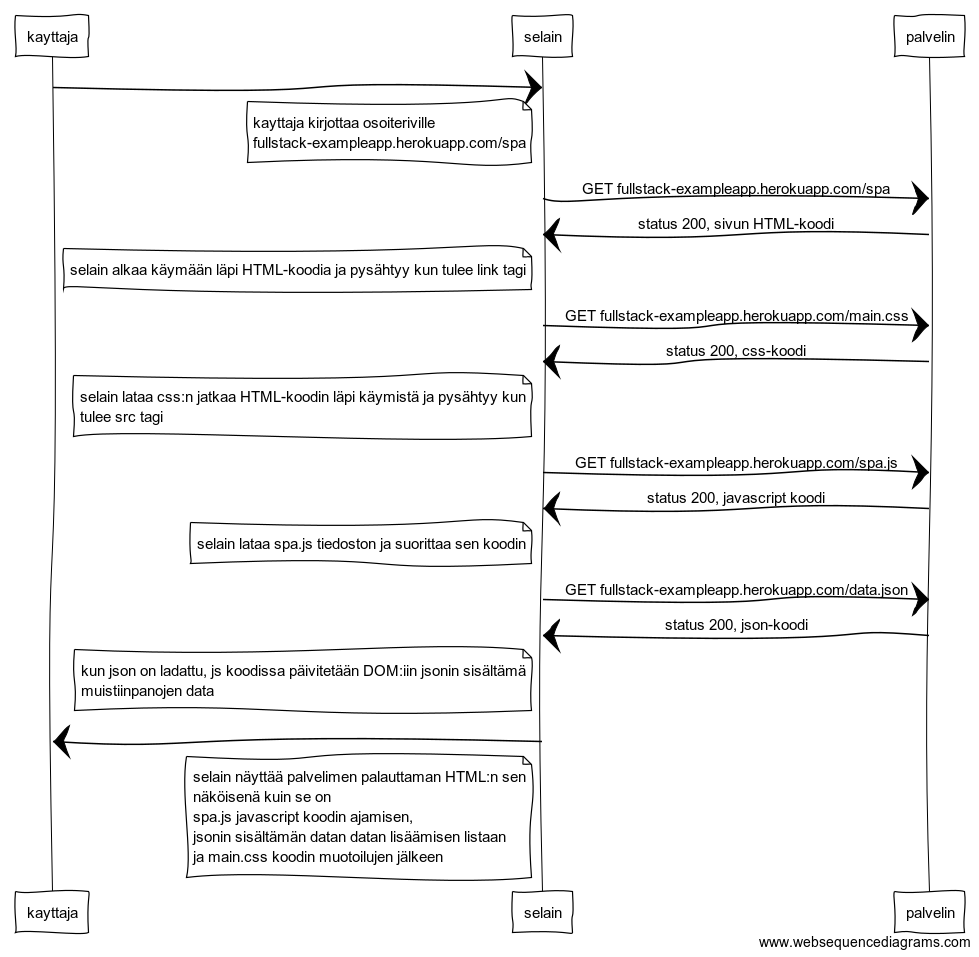 kayttaja
selain
palvelin
kayttaja kirjottaa osoiteriville
fullstack-exampleapp.herokuapp.com/spa
GET fullstack-exampleapp.herokuapp.com/spa
status 200, sivun HTML-koodi
selain alkaa käymään läpi HTML-koodia ja pysähtyy kun tulee link tagi
GET fullstack-exampleapp.herokuapp.com/main.css
status 200, css-koodi
selain lataa css:n jatkaa HTML-koodin läpi käymistä ja pysähtyy kun
tulee src tagi
GET fullstack-exampleapp.herokuapp.com/spa.js
status 200, javascript koodi
selain lataa spa.js tiedoston ja suorittaa sen koodin
GET fullstack-exampleapp.herokuapp.com/data.json
status 200, json-koodi
kun json on ladattu, js koodissa päivitetään DOM:iin jsonin sisältämä
muistiinpanojen data
selain näyttää palvelimen palauttaman HTML:n sen
näköisenä kuin se on
spa.js javascript koodin ajamisen,
jsonin sisältämän datan datan lisäämisen listaan
ja main.css koodin muotoilujen jälkeen
kayttaja
selain
palvelin
www.websequencediagrams.com